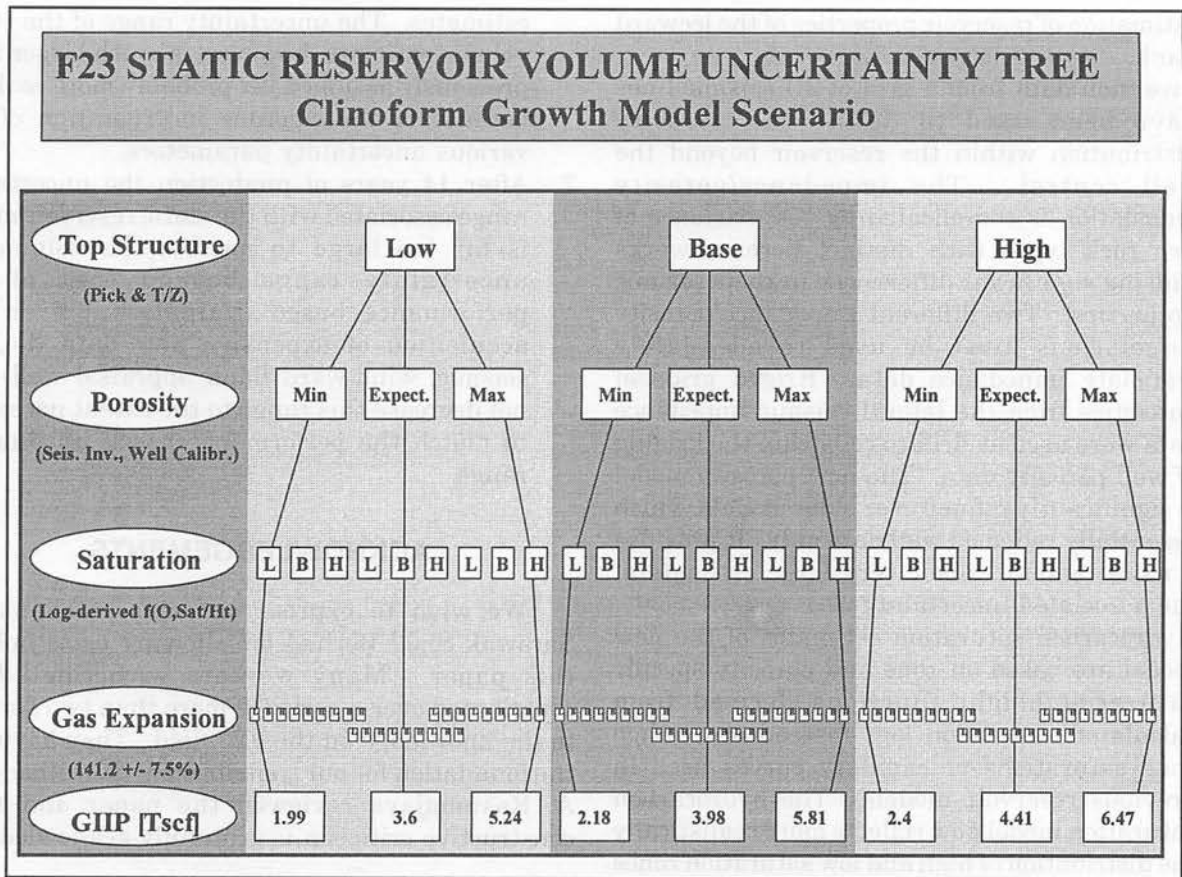 F23 STATIC RESERVOIR VOLUME UNCERTAINTY TREE
Clinoform Growth Model Scenario
Top Structure Low Base High
(Pick & T/Z)
Porosity Min Expect. Max Min Expect. Max Min Expect. Max
(Seis. Inv., Well Calibr.)
Saturation L B H L B H L B H L B H L B H L B H L B H L B H L B H
(Log-derived f(O,Sat/Ht)
Gas Expansion
(141.2 +/- 7.5%)
GIIP [Tscf] 1.99 3.6 5.24 2.18 3.98 5.81 2.4 4.41 6.47